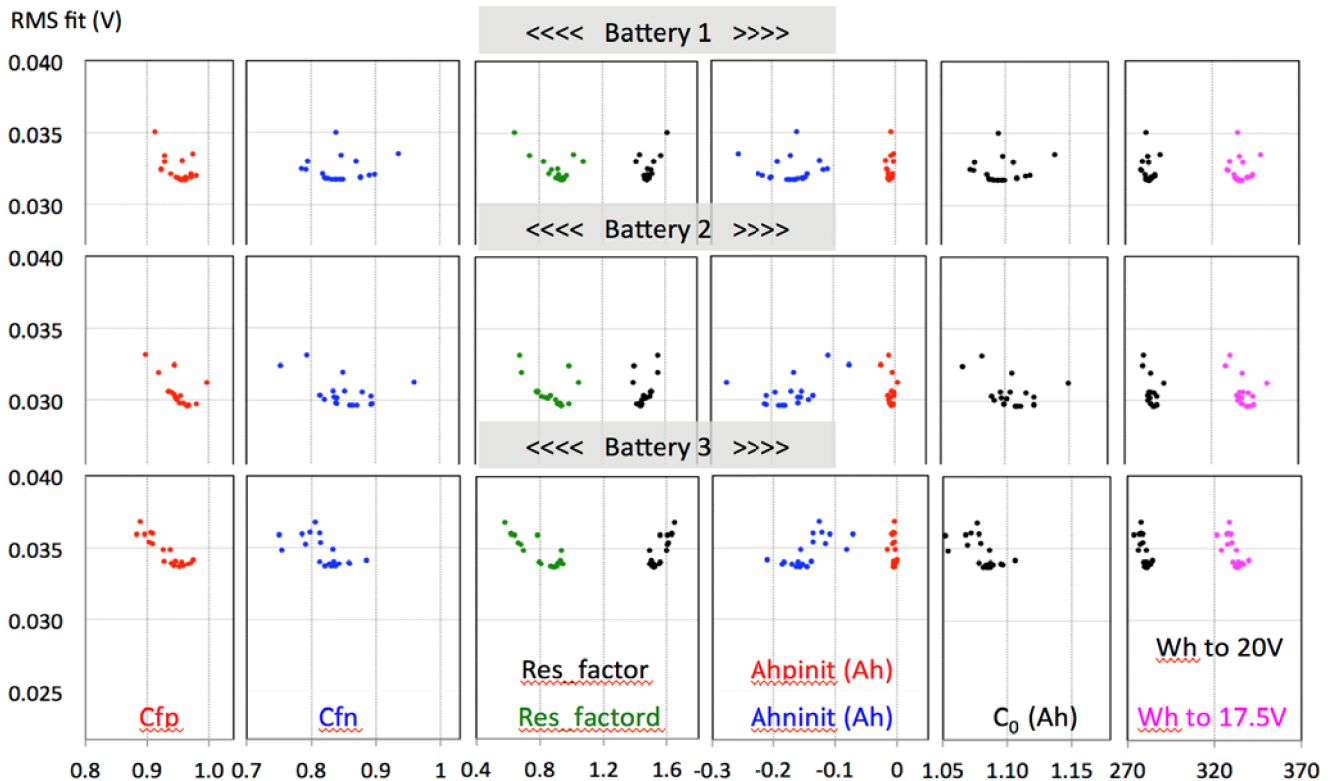 RMS fit (V)
<<<< Battery 1 >>>>
0.040
0.035
0.030
<<<< Battery 2 >>>>
0.040
0.035
0.030
<<<< Battery 3 >>>>
0.040
0.035
0.030
0.025
Res_factor Ahpinit (Ah) Wh to 20V
Cfp Cfn Res_factord Ahninit (Ah) C₀ (Ah) Wh to 17.5V
0.8 0.9 1.0 0.7 0.8 0.9 1 0.4 0.8 1.2 1.6 -0.3 -0.2 -0.1 0 1.05 1.10 1.15 270 320 370